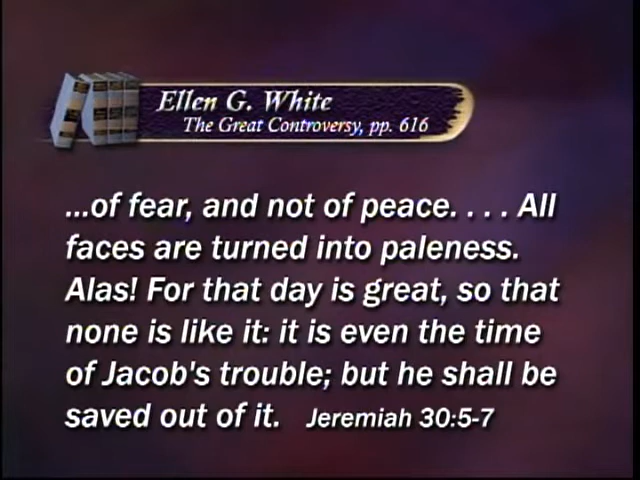 Ellen G. White
The Great Controversy, pp. 616
...of fear, and not of peace. . . . All
faces are turned into paleness.
Alas! For that day is great, so that
none is like it: it is even the time
of Jacob's trouble; but he shall be
saved out of it. Jeremiah 30:5-7